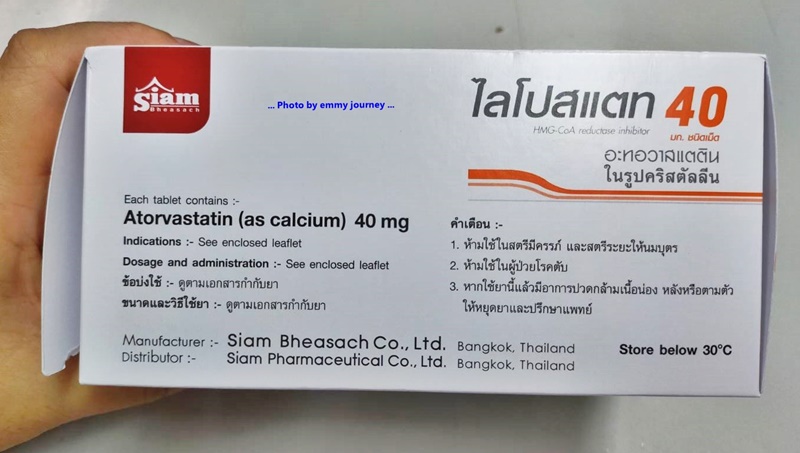 Siam
Bheasach
... Photo by emmy journey ...
ไลโปสแตท 40
HMG-CoA reductase inhibitor
มก. ชนิดเม็ด
อะทอวาสแตติน
ในรูปคริสตัลลีน
Each tablet contains :-
Atorvastatin (as calcium) 40 mg
Indications :- See enclosed leaflet
Dosage and administration :- See enclosed leaflet
ข้อบ่งใช้ :- ดูตามเอกสารกำกับยา
ขนาดและวิธีใช้ยา :- ดูตามเอกสารกำกับยา
คำเตือน :-
1. ห้ามใช้ในสตรีมีครรภ์ และสตรีระยะให้นมบุตร
2. ห้ามใช้ในผู้ป่วยโรคตับ
3. หากใช้ยานี้แล้วมีอาการปวดกล้ามเนื้อน่อง หลังหรือตามตัว
ให้หยุดยาและปรึกษาแพทย์
Manufacturer :- Siam Bheasach Co., Ltd. Bangkok, Thailand
Distributor :- Siam Pharmaceutical Co., Ltd. Bangkok, Thailand
Store below 30°C